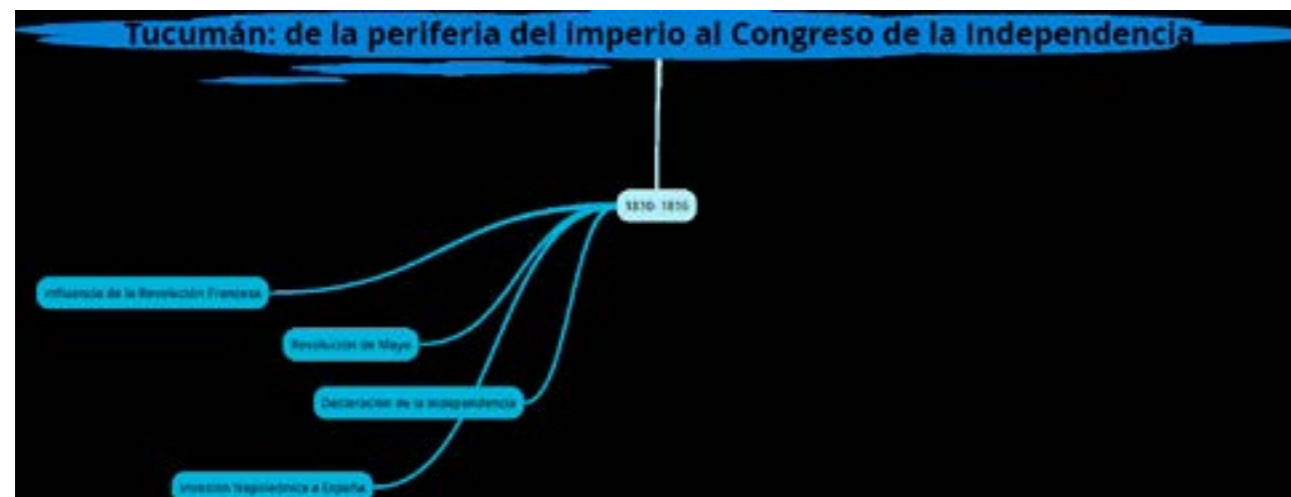 Tucumán: de la periferia del imperio al Congreso de la Independencia
1810- 1816
Influencia de la Revolución Francesa
Revolución de Mayo
Declaración de la Independencia
Invasión Napoleónica a España